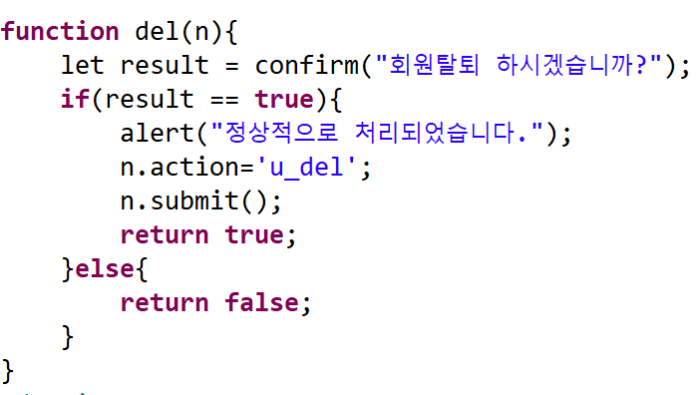 function del(n){
    let result = confirm("회원탈퇴 하시겠습니까?");
    if(result == true){
        alert("정상적으로 처리되었습니다.");
        n.action='u_del';
        n.submit();
        return true;
    }else{
        return false;
    }
}